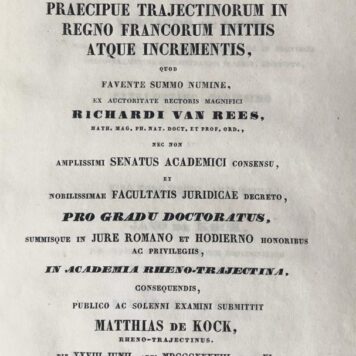 PRAECIPUE TRAJECTINORUM IN
REGNO FRANCORUM INITIIS
ATQUE INCREMENTIS,
QUOD
FAVENTE SUMMO NUMINE,
EX AUCTORITATE RECTORIS MAGNIFICI
RICHARDI VAN REES,
MATH. MAG. PH. NAT. DOCT. ET PROF. ORD.,
NEC NON
AMPLISSIMI SENATUS ACADEMICI CONSENSU,
ET
NOBILISSIMAE FACULTATIS JURIDICAE DECRETO,
PRO GRADU DOCTORATUS,
SUMMISQUE IN JURE ROMANO ET HODIERNO HONORIBUS
AC PRIVILEGIIS,
IN ACADEMIA RHENO-TRAJECTINA,
CONSEQUENDIS,
PUBLICO AC SOLENNI EXAMINI SUBMITTIT
MATTHIAS DE KOCK,
RHENO-TRAJECTINUS.